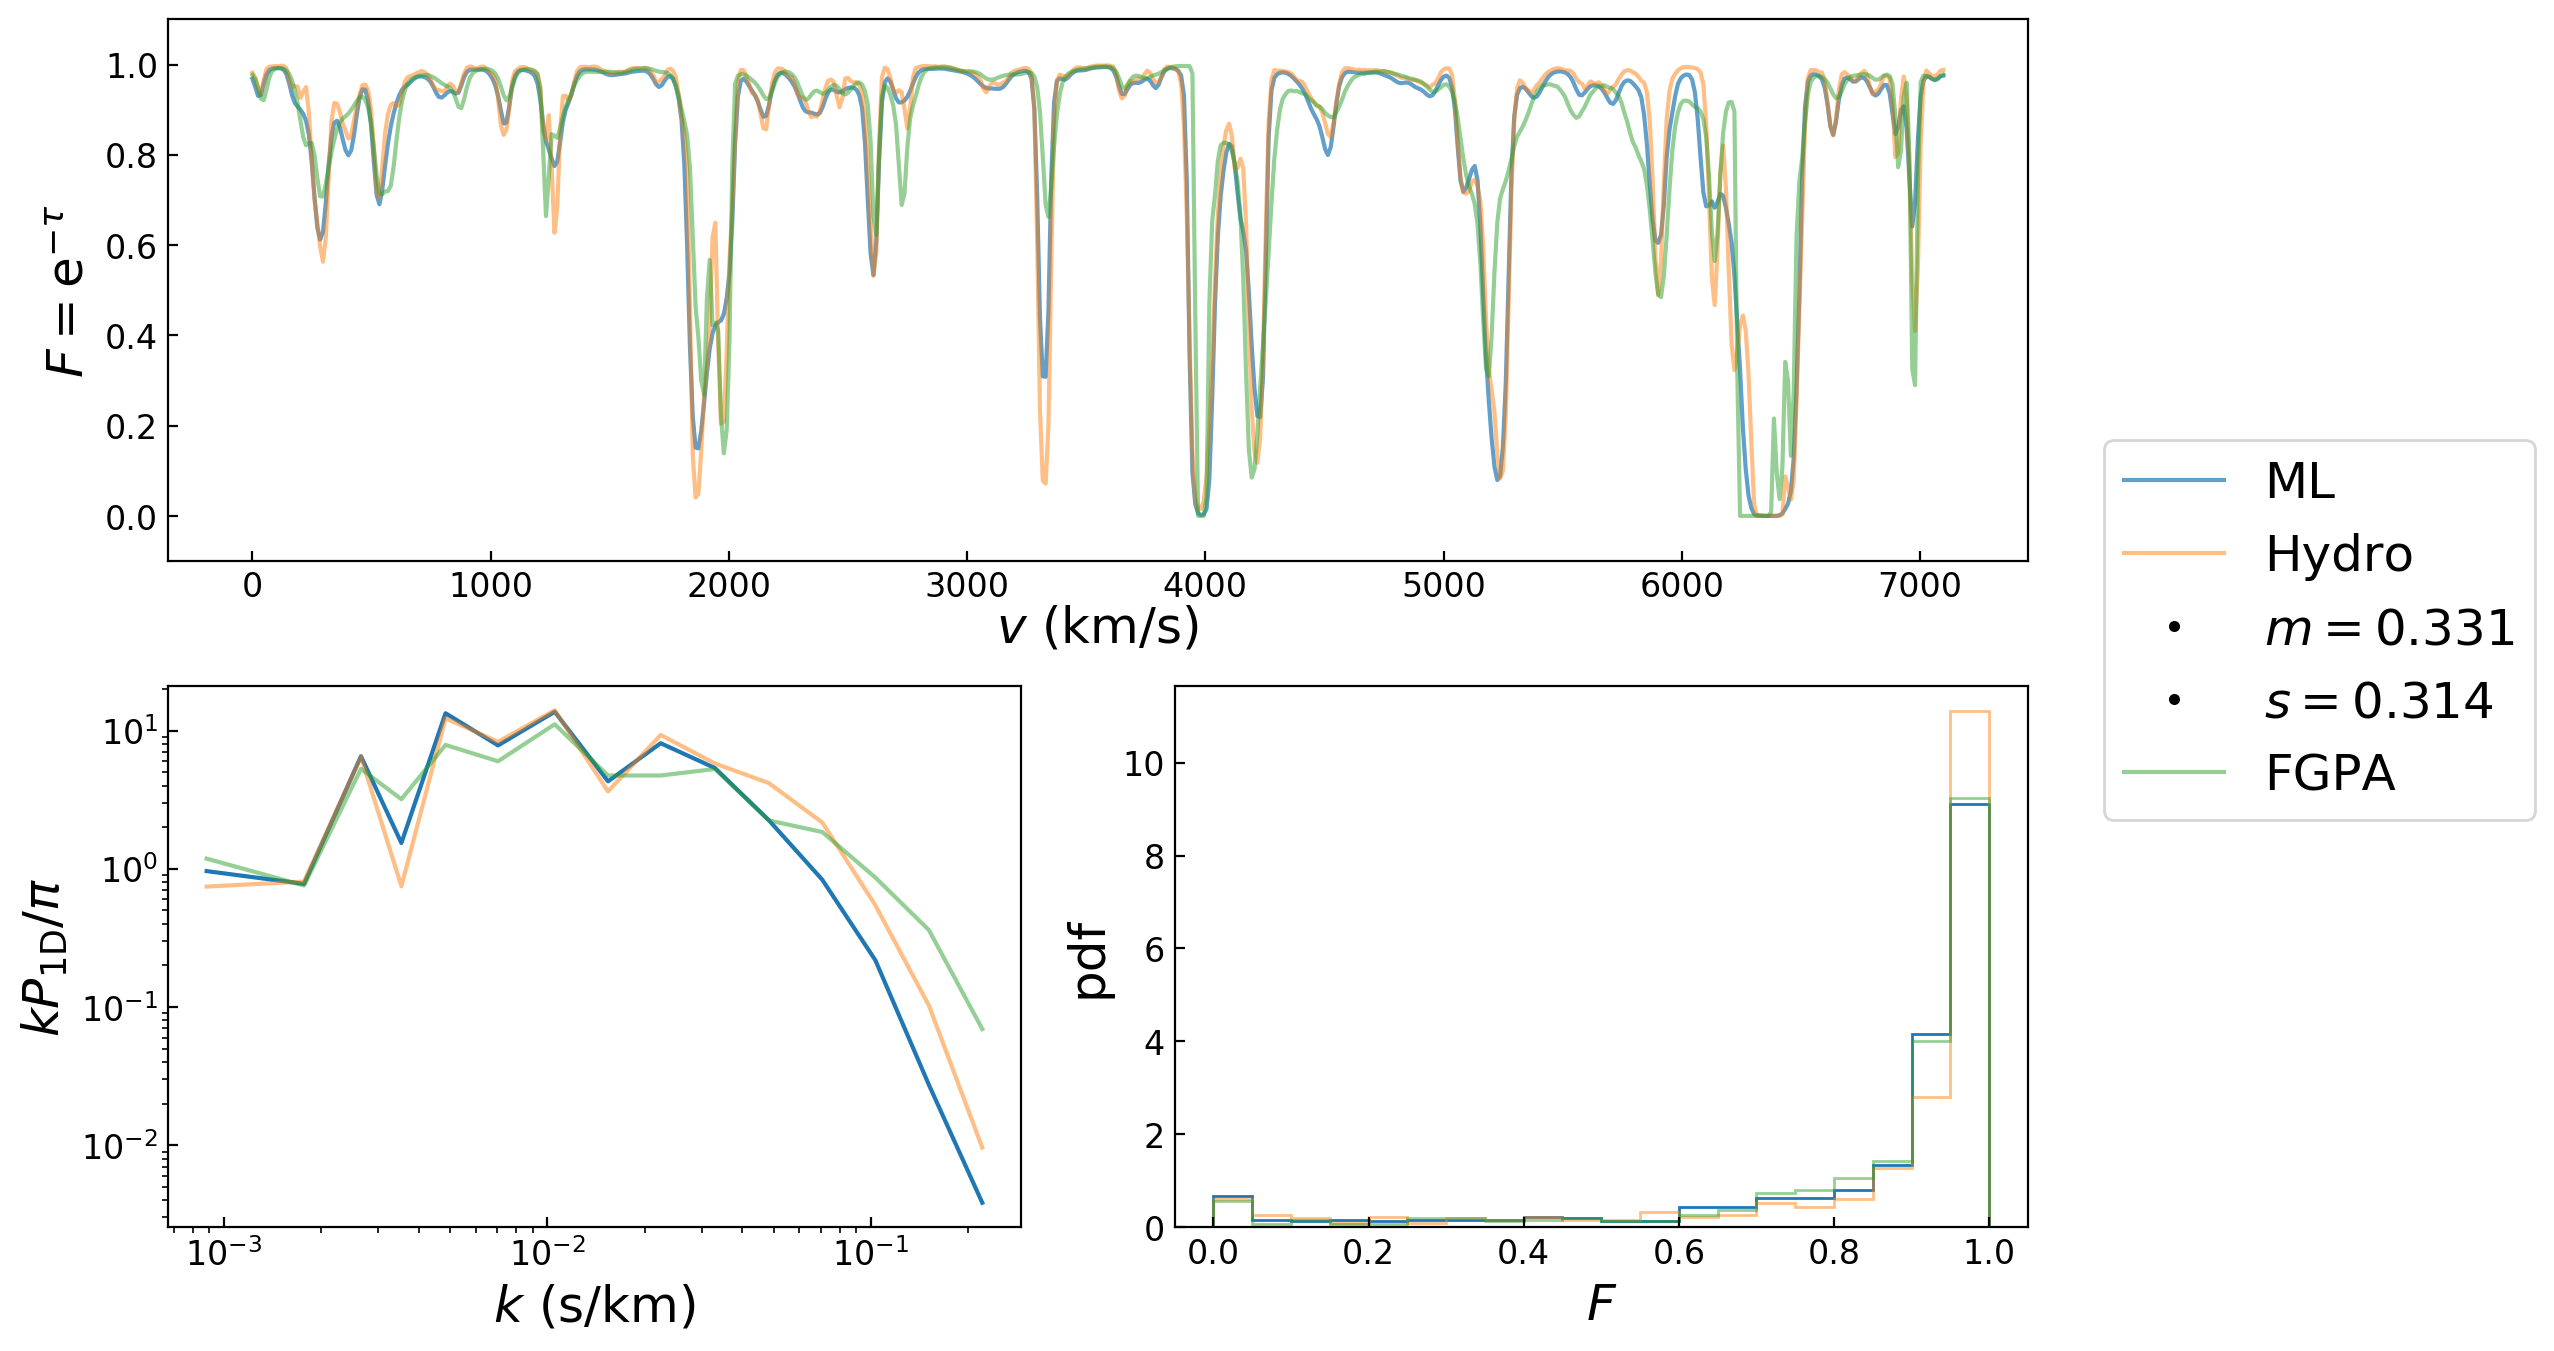 1.0
0.8
0.6
0.4
0.2
0.0
F = e^{−τ}
0 1000 2000 3000 4000 5000 6000 7000
v (km/s)
ML
Hydro
m = 0.331
s = 0.314
FGPA
10^1
10^0
10^{−1}
10^{−2}
kP_{1D}/π
10^{−3} 10^{−2} 10^{−1}
k (s/km)
10
8
6
4
2
0
pdf
0.0 0.2 0.4 0.6 0.8 1.0
F